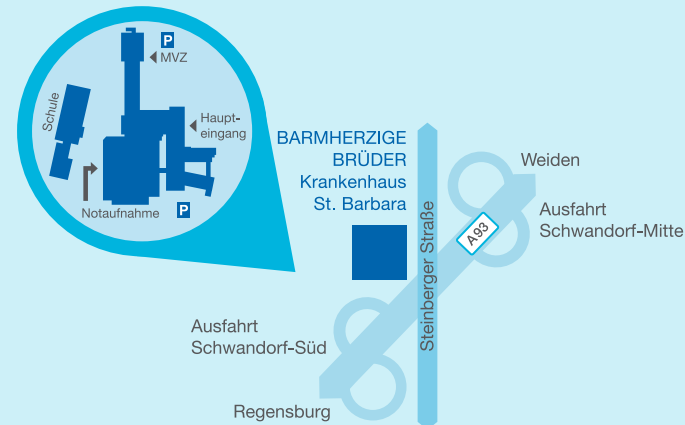 P
MVZ
Schule
Haupt-
eingang
Notaufnahme
P
BARMHERZIGE
BRÜDER
Krankenhaus
St. Barbara
Steinberger Straße
Weiden
A93
Ausfahrt
Schwandorf-Mitte
Ausfahrt
Schwandorf-Süd
Regensburg